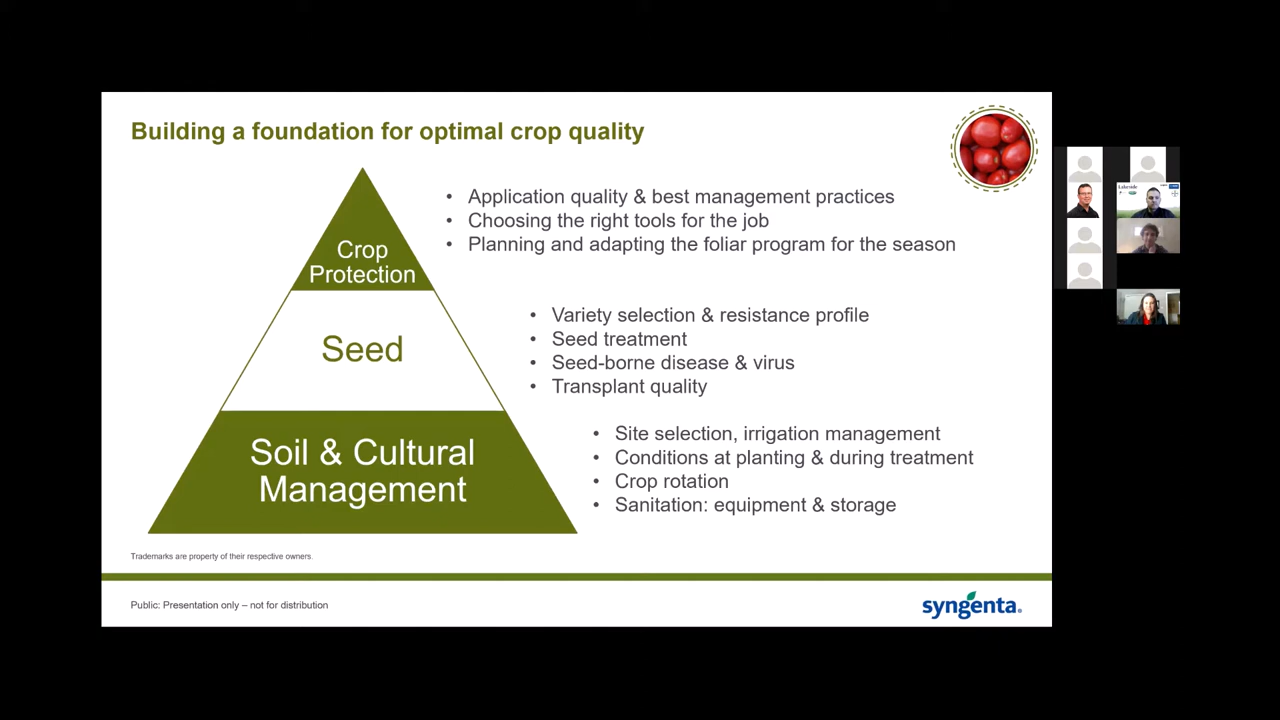 Building a foundation for optimal crop quality
Crop
Protection
• Application quality & best management practices
• Choosing the right tools for the job
• Planning and adapting the foliar program for the season
Seed
• Variety selection & resistance profile
• Seed treatment
• Seed-borne disease & virus
• Transplant quality
Soil & Cultural
Management
• Site selection, irrigation management
• Conditions at planting & during treatment
• Crop rotation
• Sanitation: equipment & storage
Trademarks are property of their respective owners.
Public: Presentation only – not for distribution
syngenta®
Lakeside